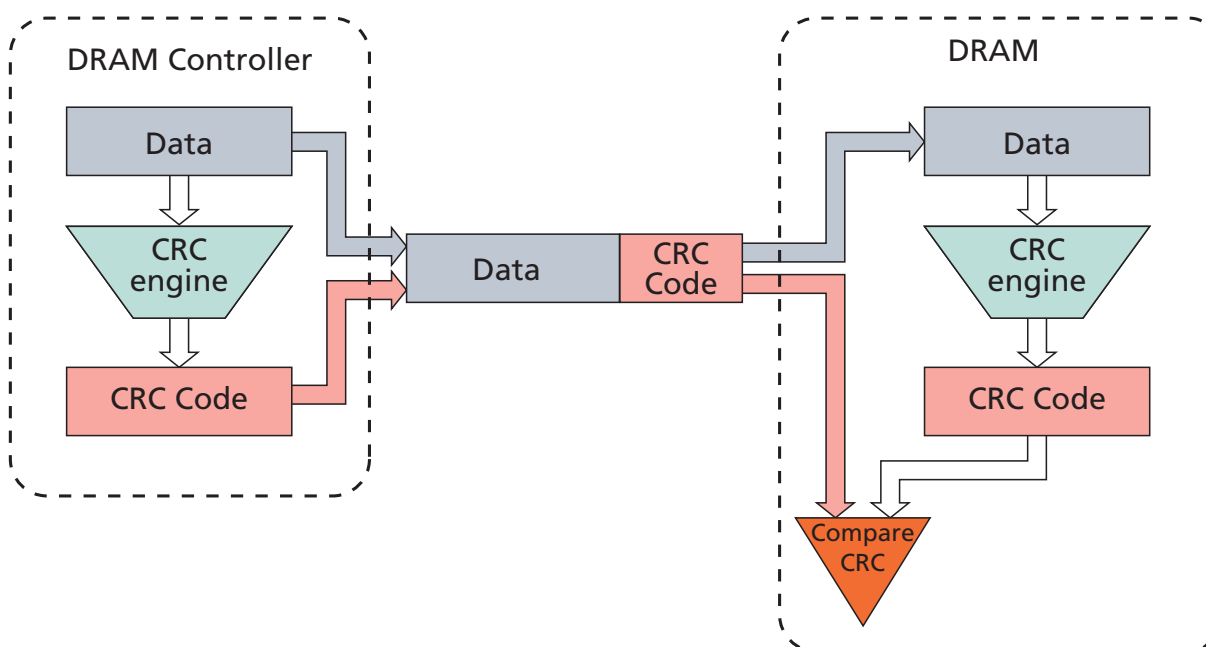 DRAM Controller
Data
CRC
engine
CRC Code
Data
CRC
Code
DRAM
Data
CRC
engine
CRC Code
Compare
CRC